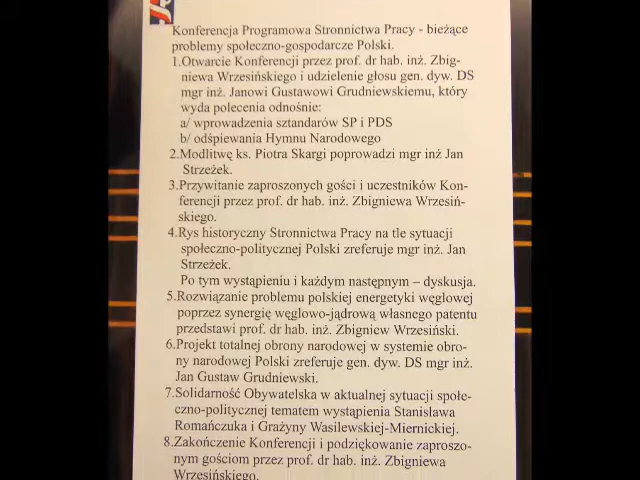 Konferencja Programowa Stronnictwa Pracy - bieżące
problemy społeczno-gospodarcze Polski.
1.Otwarcie Konferencji przez prof. dr hab. inż. Zbig-
niewa Wrzesińskiego i udzielenie głosu gen. dyw. DS
mgr inż. Janowi Gustawowi Grudniewskiemu, który
wyda polecenia odnośnie:
a/ wprowadzenia sztandarów SP i PDS
b/ odśpiewania Hymnu Narodowego
2.Modlitwę ks. Piotra Skargi poprowadzi mgr inż Jan
Strzeżek.
3.Przywitanie zaproszonych gości i uczestników Kon-
ferencji przez prof. dr hab. inż. Zbigniewa Wrzesiń-
skiego.
4.Rys historyczny Stronnictwa Pracy na tle sytuacji
społeczno-politycznej Polski zreferuje mgr inż. Jan
Strzeżek.
Po tym wystąpieniu i każdym następnym – dyskusja.
5.Rozwiązanie problemu polskiej energetyki węglowej
poprzez synergię węglowo-jądrową własnego patentu
przedstawi prof. dr hab. inż. Zbigniew Wrzesiński.
6.Projekt totalnej obrony narodowej w systemie obro-
ny narodowej Polski zreferuje gen. dyw. DS mgr inż.
Jan Gustaw Grudniewski.
7.Solidarność Obywatelska w aktualnej sytuacji społe-
czno-politycznej tematem wystąpienia Stanisława
Romańczuka i Grażyny Wasilewskiej-Miernickiej.
8.Zakończenie Konferencji i podziękowanie zaproszo-
nym gościom przez prof. dr hab. inż. Zbigniewa
Wrzesińskiego.